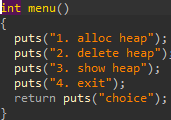 int menu()
{
  puts("1. alloc heap");
  puts("2. delete heap");
  puts("3. show heap");
  puts("4. exit");
  return puts("choice");
}